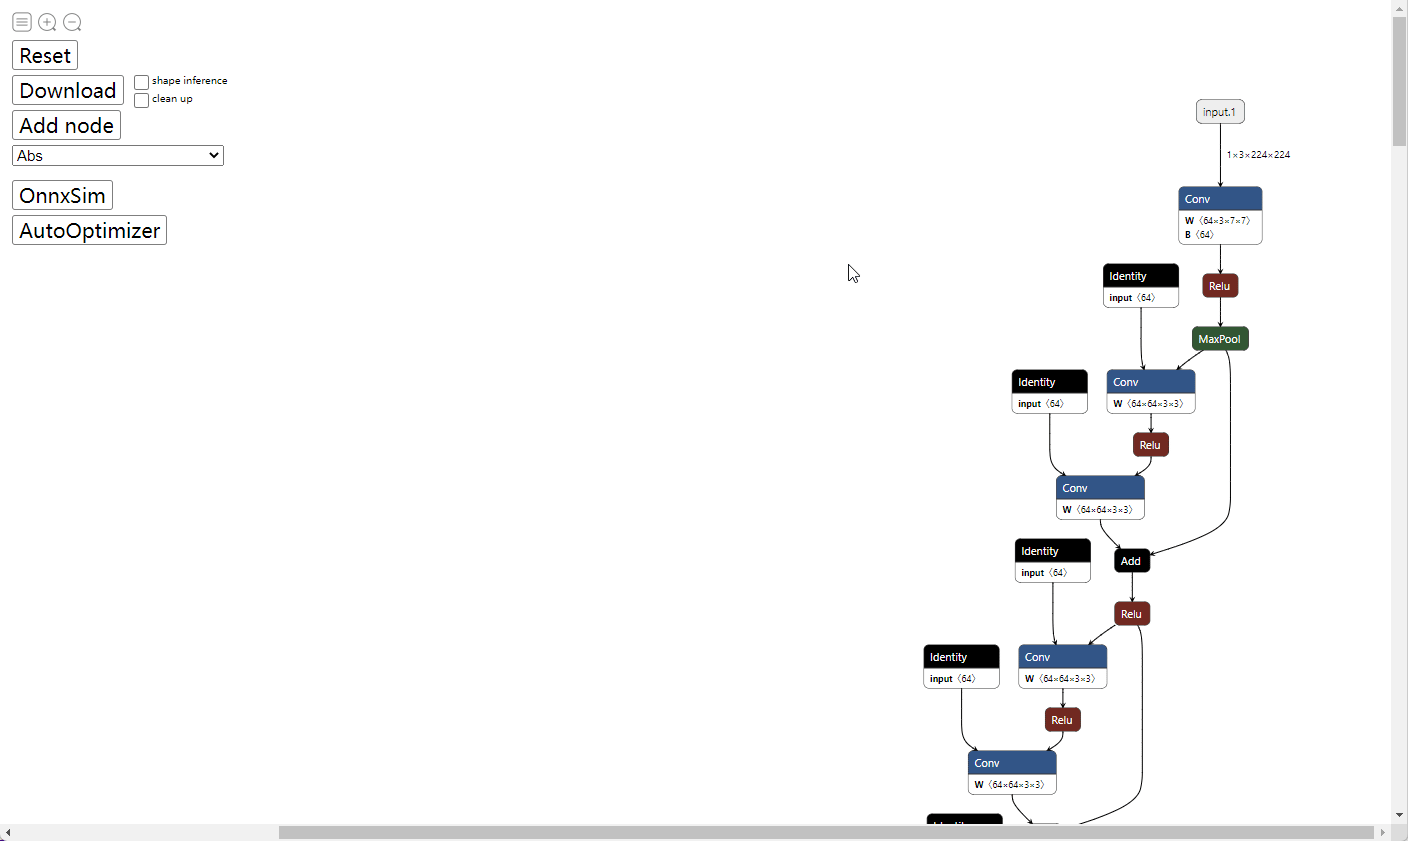 Reset
Download
shape inference
clean up
Add node
Abs
OnnxSim
AutoOptimizer
input.1
1×3×224×224
Conv
W ⟨64×3×7×7⟩
B ⟨64⟩
Identity
input ⟨64⟩
Relu
MaxPool
Identity
input ⟨64⟩
Conv
W ⟨64×64×3×3⟩
Relu
Conv
W ⟨64×64×3×3⟩
Identity
input ⟨64⟩
Add
Relu
Identity
input ⟨64⟩
Conv
W ⟨64×64×3×3⟩
Relu
Conv
W ⟨64×64×3×3⟩